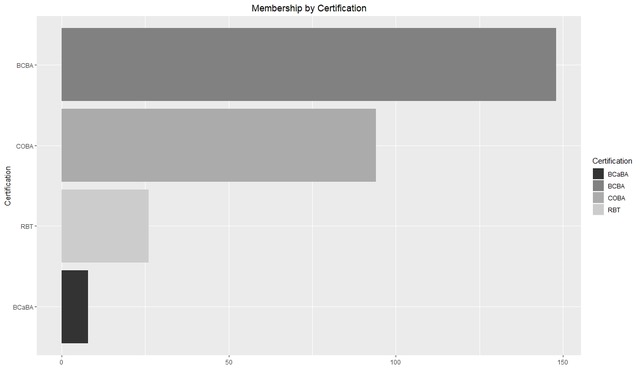 Membership by Certification
BCBA
COBA
RBT
BCaBA
Certification
0
50
100
150
Certification
BCaBA
BCBA
COBA
RBT